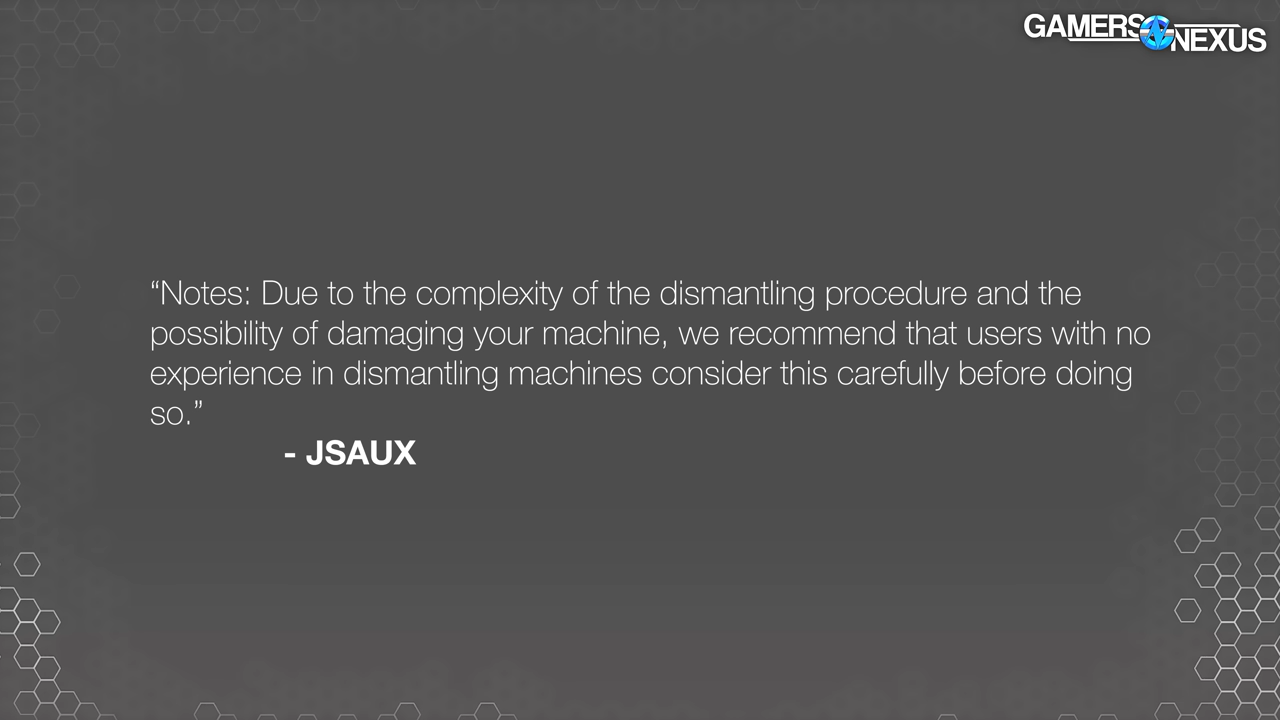 GAMERS NEXUS
“Notes: Due to the complexity of the dismantling procedure and the
possibility of damaging your machine, we recommend that users with no
experience in dismantling machines consider this carefully before doing
so.”
- JSAUX